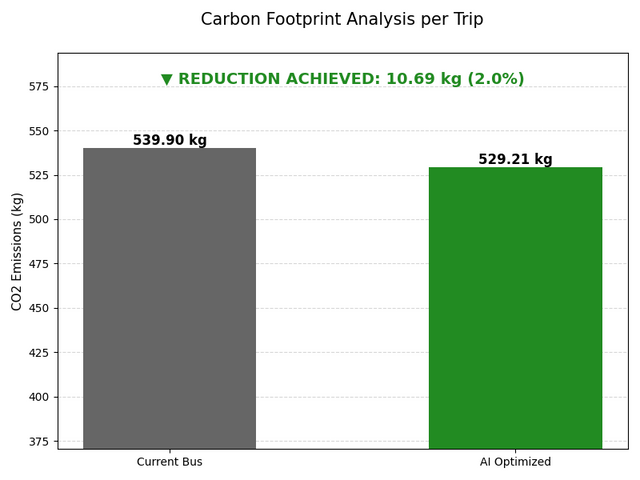 Carbon Footprint Analysis per Trip
▼ REDUCTION ACHIEVED: 10.69 kg (2.0%)
575
550
525
500
475
450
425
400
375
CO2 Emissions (kg)
539.90 kg
529.21 kg
Current Bus
AI Optimized